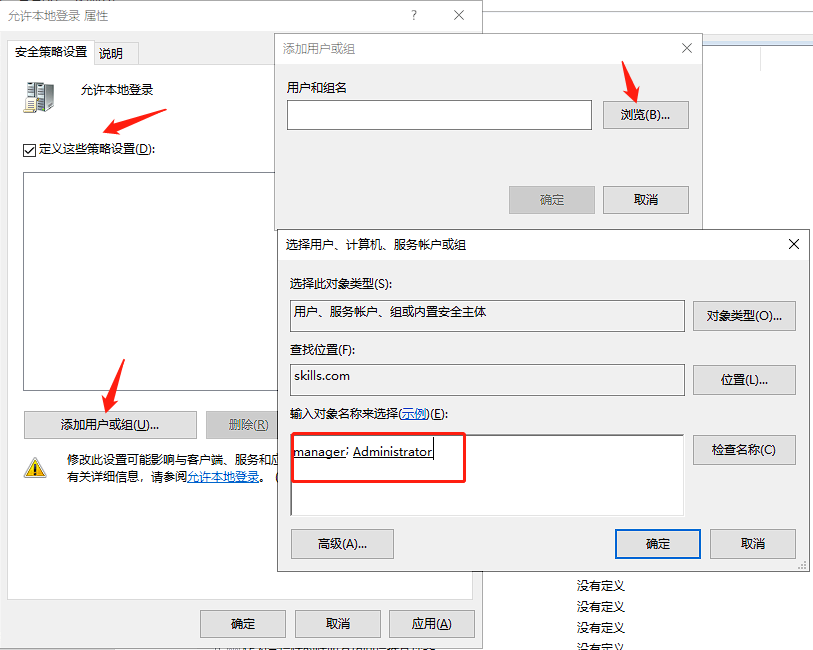 允许本地登录 属性
安全策略设置 说明
允许本地登录
定义这些策略设置(D):
添加用户或组(U)...
删除(R)
修改此设置可能影响与客户端、服务和应
有关详细信息，请参阅允许本地登录。
确定
取消
应用(A)
添加用户或组
用户和组名
浏览(B)...
确定
取消
选择用户、计算机、服务帐户或组
选择此对象类型(S):
用户、服务帐户、组或内置安全主体
对象类型(O)...
查找位置(F):
skills.com
位置(L)...
输入对象名称来选择(示例)(E):
manager; Administrator
检查名称(C)
高级(A)...
确定
取消
没有定义
没有定义
没有定义
没有定义